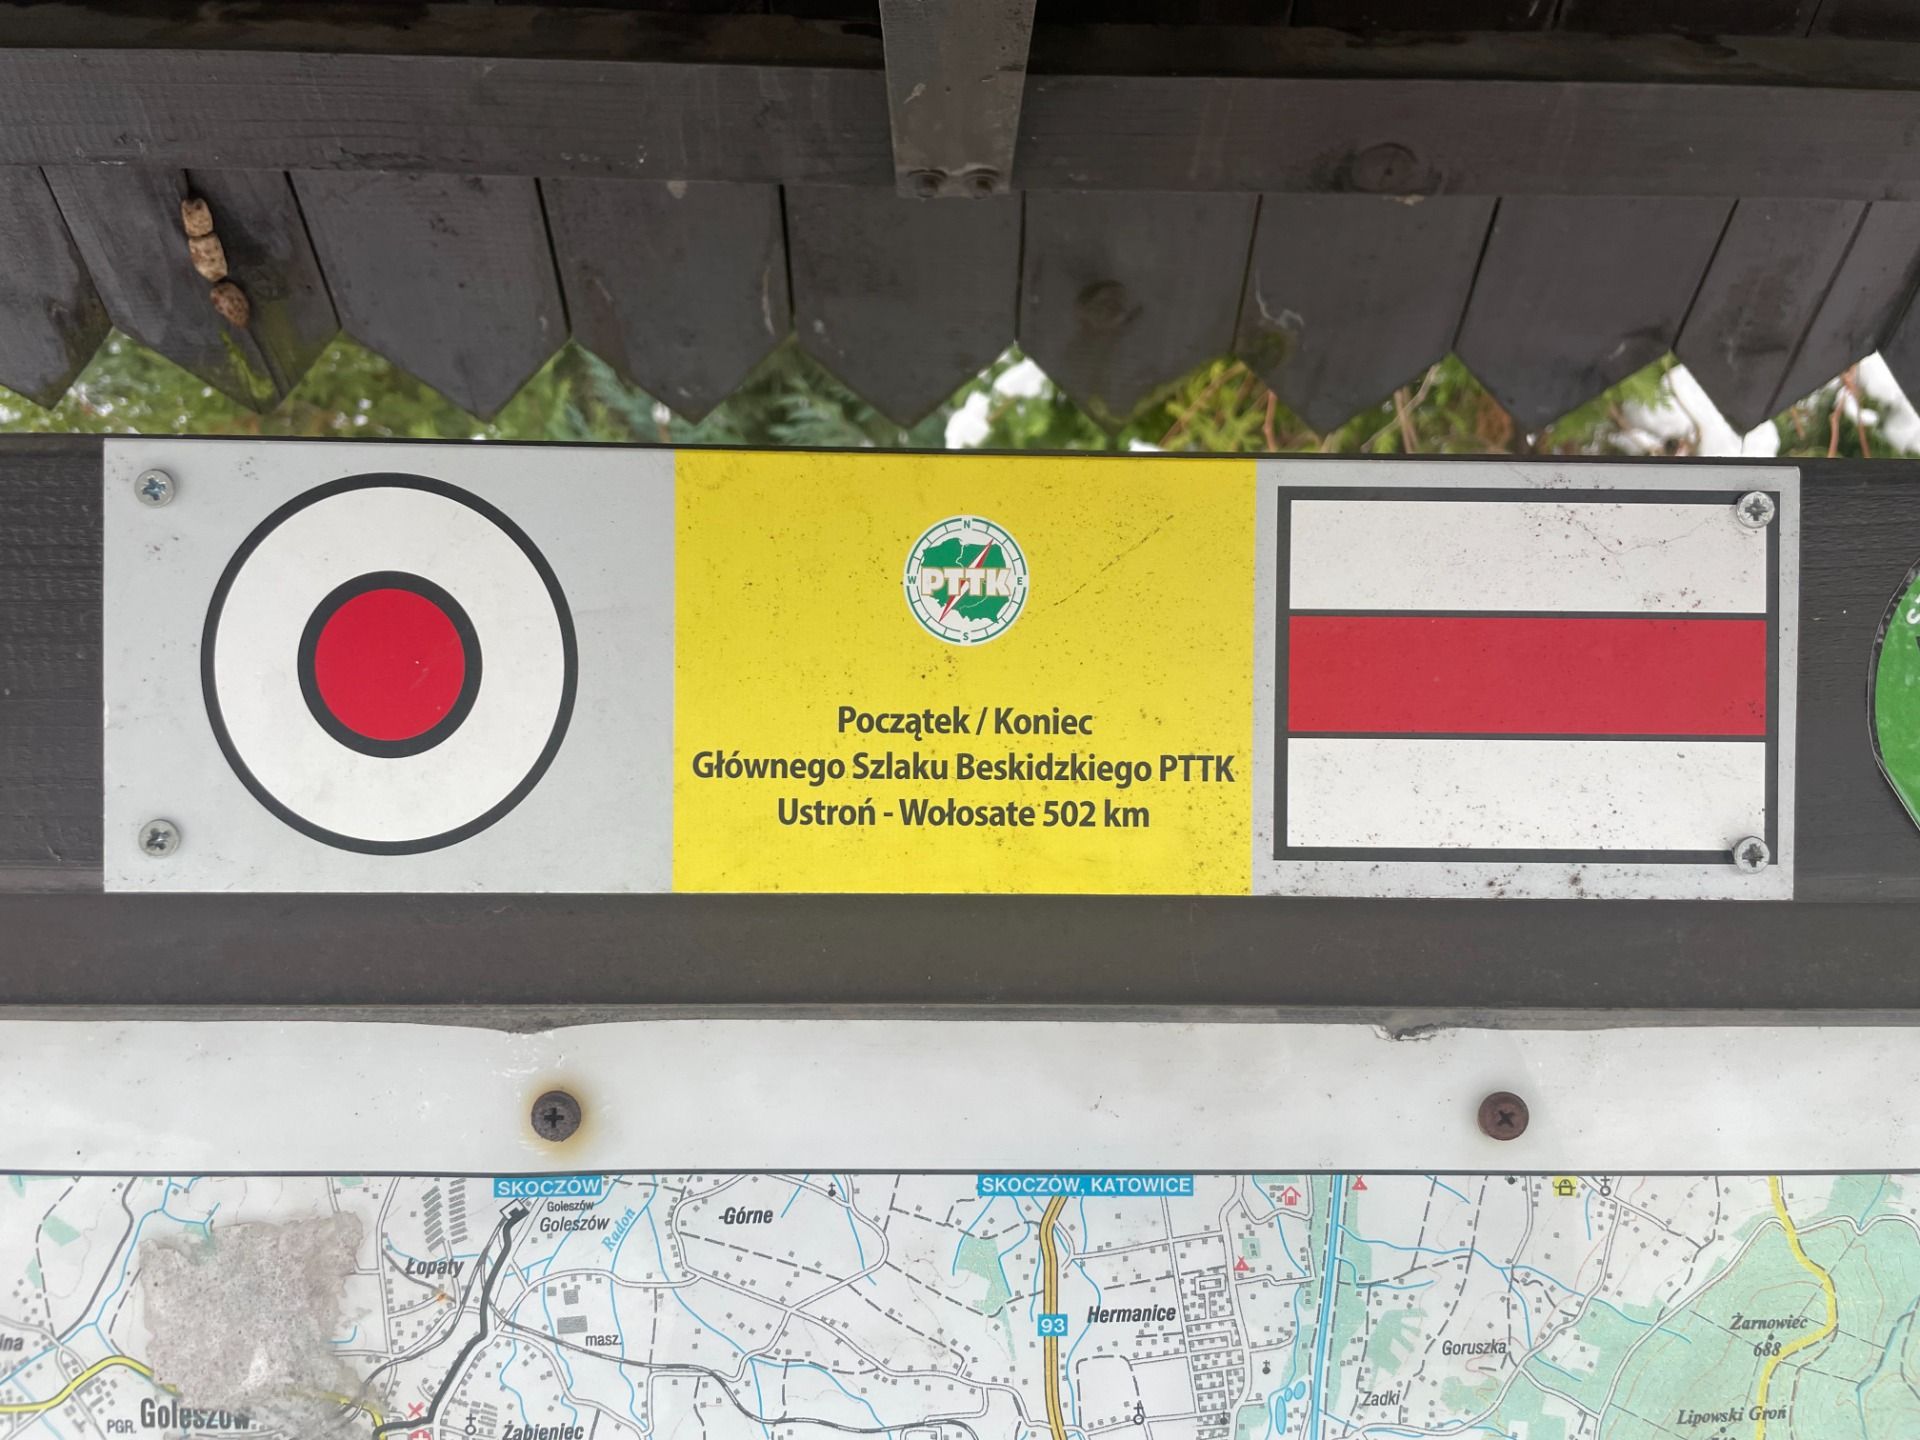 N
W PTTK E
S
Początek / Koniec
Głównego Szlaku Beskidzkiego PTTK
Ustroń - Wołosate 502 km
SKOCZÓW
SKOCZÓW, KATOWICE
Goleszów
Goleszów
Radoń
-Górne
Łopaty
Hermanice
93
masz.
Żarnowiec
688
Goruszka
Zadki
PGR.
Goleszów
Lipowski Groń
Żabieniec